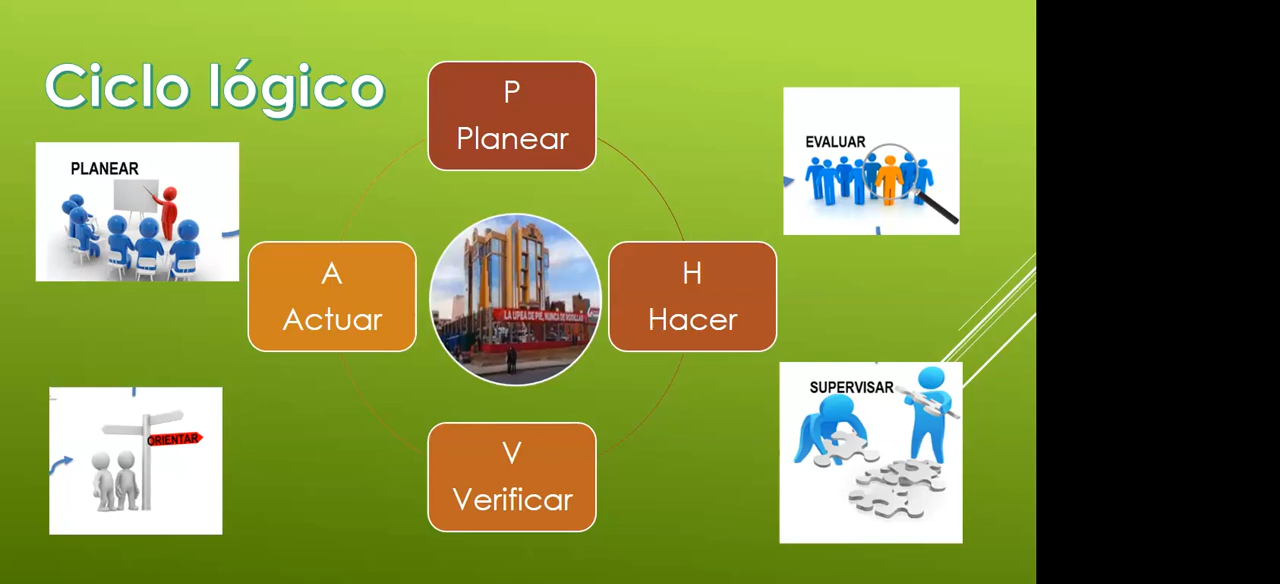 Ciclo lógico
P
Planear
PLANEAR
EVALUAR
A
Actuar
LA UPEA DE PIE, NUNCA DE RODILLAS
H
Hacer
SUPERVISAR
ORIENTAR
V
Verificar